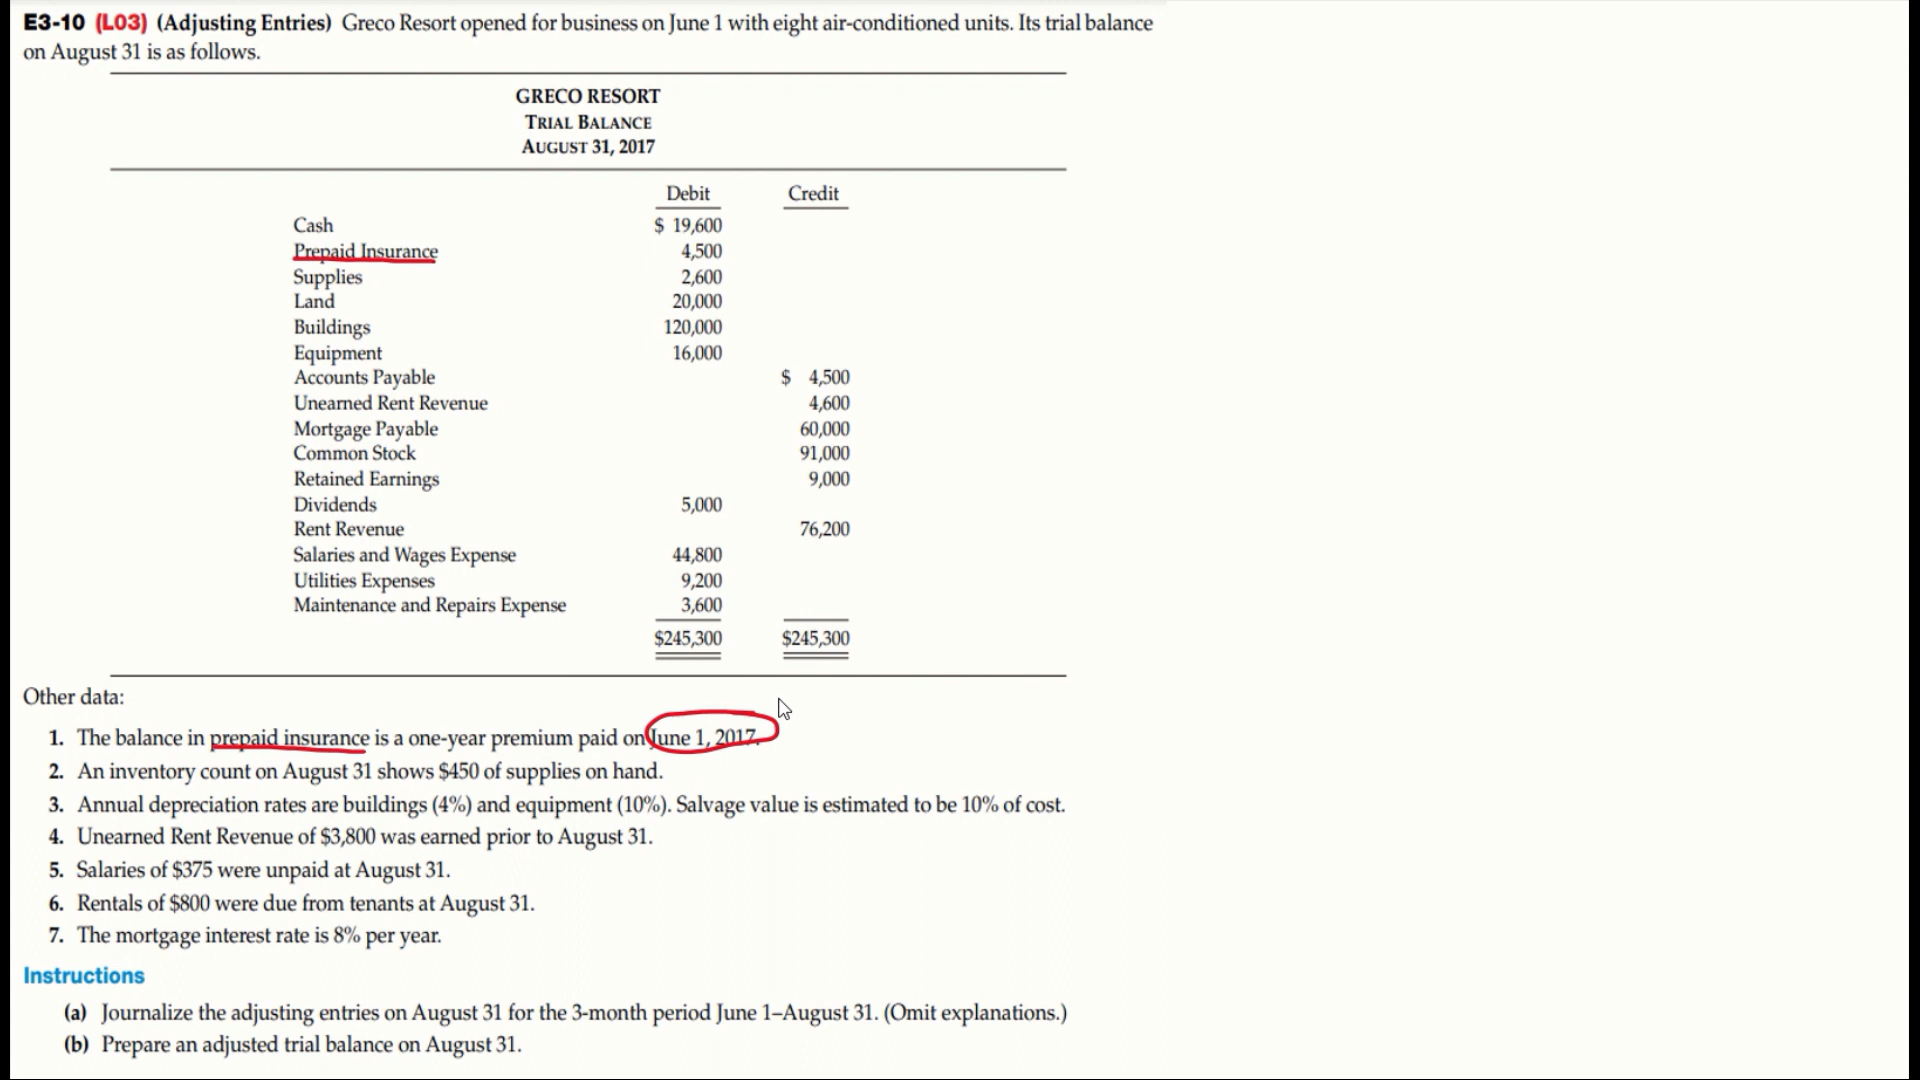 E3-10 (L03) (Adjusting Entries) Greco Resort opened for business on June 1 with eight air-conditioned units. Its trial balance
on August 31 is as follows.
GRECO RESORT
TRIAL BALANCE
AUGUST 31, 2017
Debit Credit
Cash $ 19,600
Prepaid Insurance 4,500
Supplies 2,600
Land 20,000
Buildings 120,000
Equipment 16,000
Accounts Payable $ 4,500
Unearned Rent Revenue 4,600
Mortgage Payable 60,000
Common Stock 91,000
Retained Earnings 9,000
Dividends 5,000
Rent Revenue 76,200
Salaries and Wages Expense 44,800
Utilities Expenses 9,200
Maintenance and Repairs Expense 3,600
$245,300 $245,300
Other data:
1. The balance in prepaid insurance is a one-year premium paid on June 1, 2017.
2. An inventory count on August 31 shows $450 of supplies on hand.
3. Annual depreciation rates are buildings (4%) and equipment (10%). Salvage value is estimated to be 10% of cost.
4. Unearned Rent Revenue of $3,800 was earned prior to August 31.
5. Salaries of $375 were unpaid at August 31.
6. Rentals of $800 were due from tenants at August 31.
7. The mortgage interest rate is 8% per year.
Instructions
(a) Journalize the adjusting entries on August 31 for the 3-month period June 1–August 31. (Omit explanations.)
(b) Prepare an adjusted trial balance on August 31.